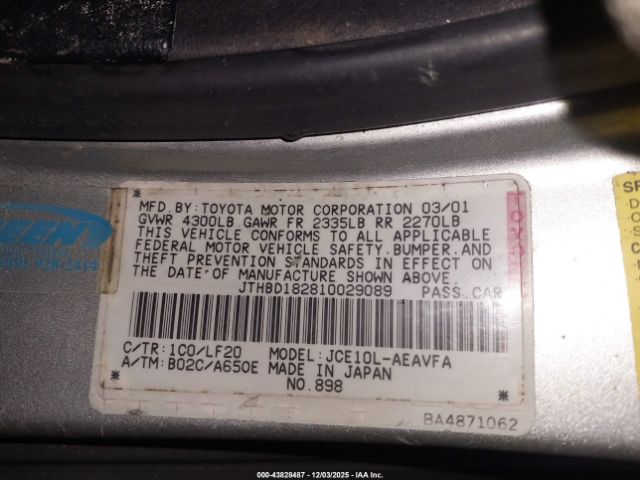 MFD. BY: TOYOTA MOTOR CORPORATION 03/01
GVWR 4300LB GAWR FR 2335LB RR 2270LB
THIS VEHICLE CONFORMS TO ALL APPLICABLE
FEDERAL MOTOR VEHICLE SAFETY, BUMPER, AND
THEFT PREVENTION STANDARDS IN EFFECT ON
THE DATE OF MANUFACTURE SHOWN ABOVE.
JTHBD182810029089 PASS. CAR
C/TR: 1C0/LF20 MODEL: JCE10L-AEAVFA
A/TM: B02C/A650E MADE IN JAPAN
NO. 898
BA4871062
EEN
SP
000-43828487 - 12/03/2025 - IAA Inc.